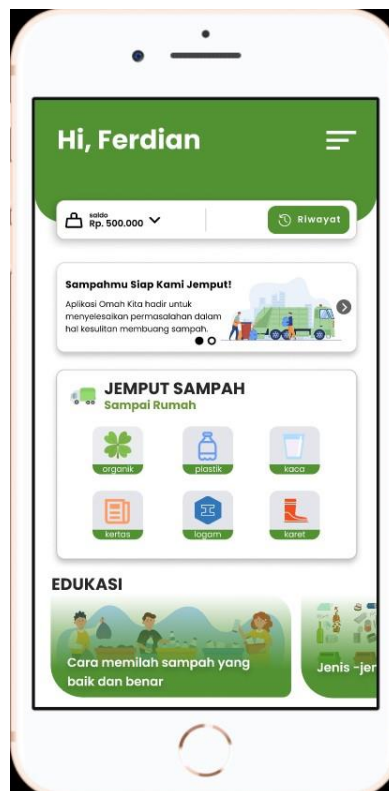 Hi, Ferdian
saldo
Rp. 500.000
Riwayat
Sampahmu Siap Kami Jemput!
Aplikasi Omah Kita hadir untuk
menyelesaikan permasalahan dalam
hal kesulitan membuang sampah.
JEMPUT SAMPAH
Sampai Rumah
organik
plastik
kaca
kertas
logam
karet
EDUKASI
Cara memilah sampah yang
baik dan benar
Jenis -jer